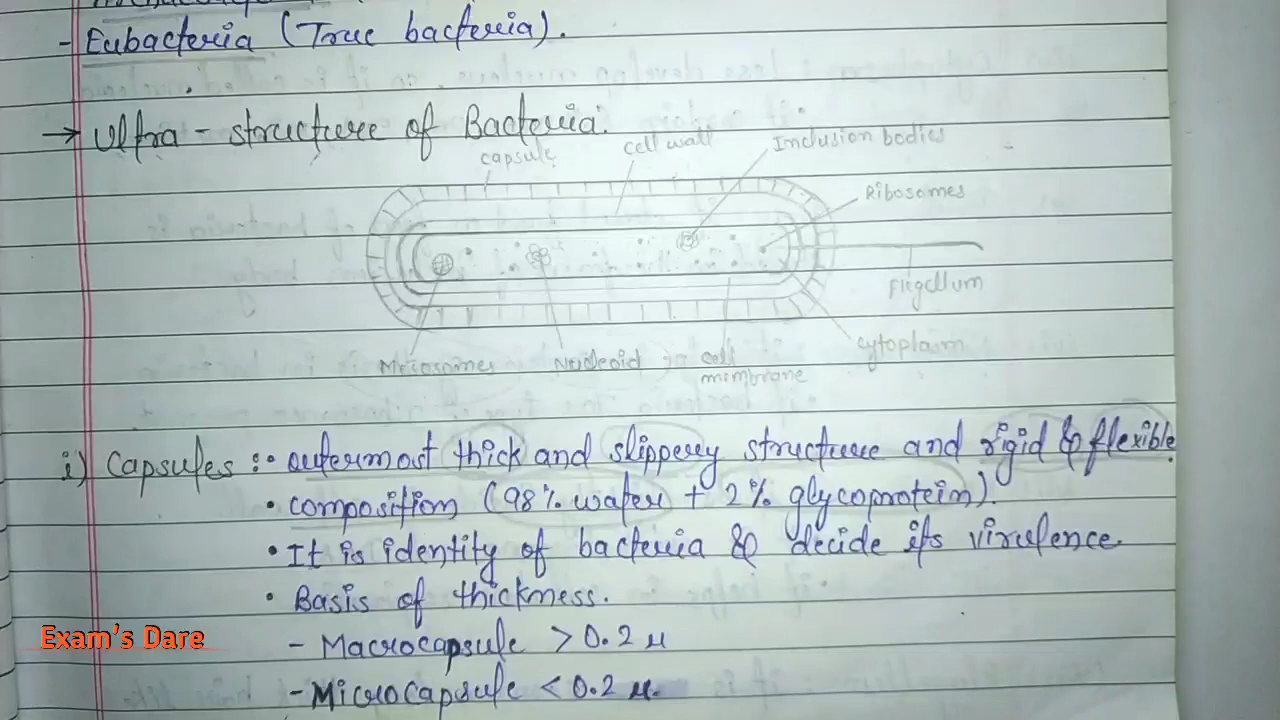 - Eubacteria (True bacteria).
→ Ultra - structure of Bacteria.
capsule
cell wall
Inclusion bodies
Ribosomes
Flagellum
cytoplasm
Mesosomes
Nucleoid
cell
membrane
i) Capsules :- outermost thick and slippery structure and rigid & flexible
• composition (98% water + 2% glycoprotein).
• It is identity of bacteria & decide its virulence.
• Basis of thickness.
- Macrocapsule > 0.2 μ
- Microcapsule < 0.2 μ.
Exam's Dare